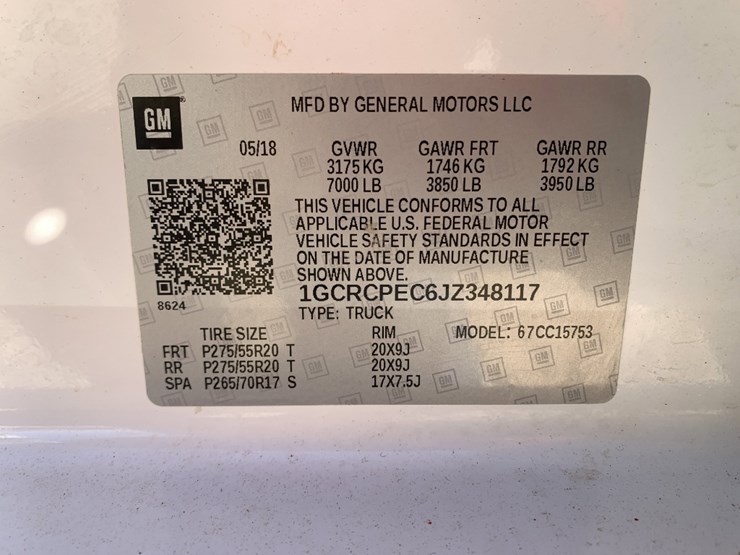 GM
MFD BY GENERAL MOTORS LLC
05/18 GVWR GAWR FRT GAWR RR
3175 KG 1746 KG 1792 KG
7000 LB 3850 LB 3950 LB
THIS VEHICLE CONFORMS TO ALL
APPLICABLE U.S. FEDERAL MOTOR
VEHICLE SAFETY STANDARDS IN EFFECT
ON THE DATE OF MANUFACTURE
SHOWN ABOVE.
1GCRCPEC6JZ348117
8624
TYPE: TRUCK
TIRE SIZE RIM MODEL: 67CC15753
FRT P275/55R20 T 20X9J
RR P275/55R20 T 20X9J
SPA P265/70R17 S 17X7.5J